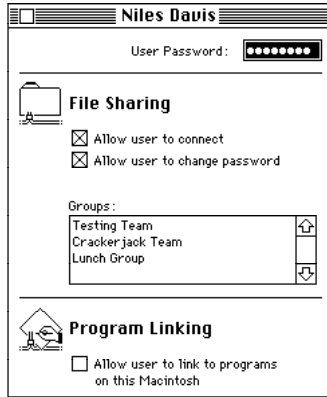 Niles Davis
User Password:
File Sharing
Allow user to connect
Allow user to change password
Groups:
Testing Team
Crackerjack Team
Lunch Group
Program Linking
Allow user to link to programs
on this Macintosh